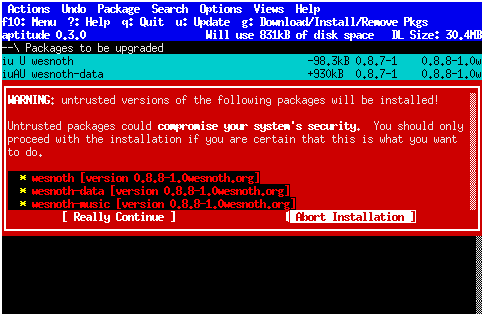 Actions Undo Package Search Options Views Help
f10: Menu ?: Help q: Quit u: Update g: Download/Install/Remove Pkgs
aptitude 0.3.0 Will use 831kB of disk space DL Size: 30.4MB
--\ Packages to be upgraded
iu U wesnoth -98.3kB 0.8.7-1 0.8.8-1.0w
iuAU wesnoth-data +930kB 0.8.7-1 0.8.8-1.0w
WARNING: untrusted versions of the following packages will be installed!
Untrusted packages could compromise your system's security. You should only
proceed with the installation if you are certain that this is what you want
to do.
* wesnoth [version 0.8.8-1.0wesnoth.org]
* wesnoth-data [version 0.8.8-1.0wesnoth.org]
* wesnoth-music [version 0.8.8-1.0wesnoth.org]
[ Really Continue ] [ Abort Installation ]